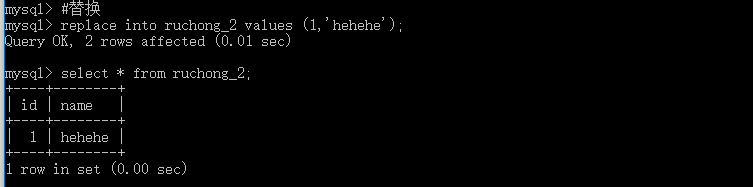 mysql> #替换
mysql> replace into ruchong_2 values (1,'hehehe');
Query OK, 2 rows affected (0.01 sec)
mysql> select * from ruchong_2;
+----+--------+
| id | name   |
+----+--------+
|  1 | hehehe |
+----+--------+
1 row in set (0.00 sec)